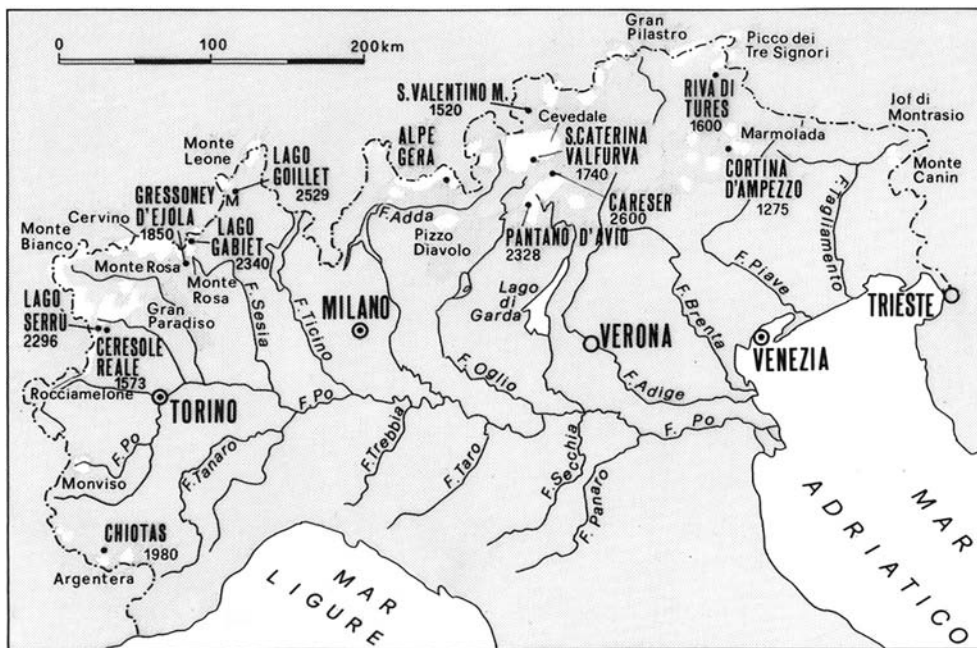 0 100 200 km
Gran
Pilastro
Picco dei
Tre Signori
S. VALENTINO M.
1520
Cevedale
RIVA DI
TURES
1600
Jof di
Montrasio
Monte
Leone
LAGO
GOILLET
2529
ALPE
GERA
S.CATERINA
VALFURVA
1740
Marmolada
Monte
Canin
GRESSONEY
D'EJOLA
1850
M
CORTINA
D'AMPEZZO
1275
Cervino
LAGO
GABIET
2340
F. Adda
Pizzo
Diavolo
CARESER
2600
PANTANO D'AVIO
2328
F. Tagliamento
Monte
Bianco
Monte Rosa
Monte
Rosa
LAGO
SERRÙ
2296
Gran
Paradiso
F. Sesia
F. Ticino
MILANO
Lago
di
Garda
F. Piave
TRIESTE
CERESOLE
REALE
1573
VERONA
F. Brenta
VENEZIA
Rocciamelone
TORINO
F. Oglio
F. Adige
F. Po
F. Po
F. Po
F. Tanaro
F. Trebbia
F. Taro
F. Secchia
F. Panaro
Monviso
CHIOTAS
1980
Argentera
MAR
LIGURE
MAR
ADRIATICO